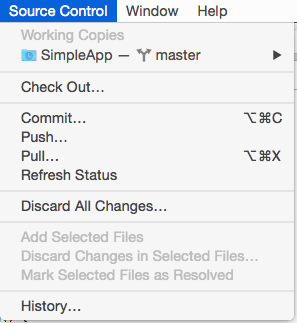 Source Control Window Help
Working Copies
SimpleApp — master
Check Out...
Commit... ⌥⌘C
Push...
Pull... ⌥⌘X
Refresh Status
Discard All Changes...
Add Selected Files
Discard Changes in Selected Files...
Mark Selected Files as Resolved
History...